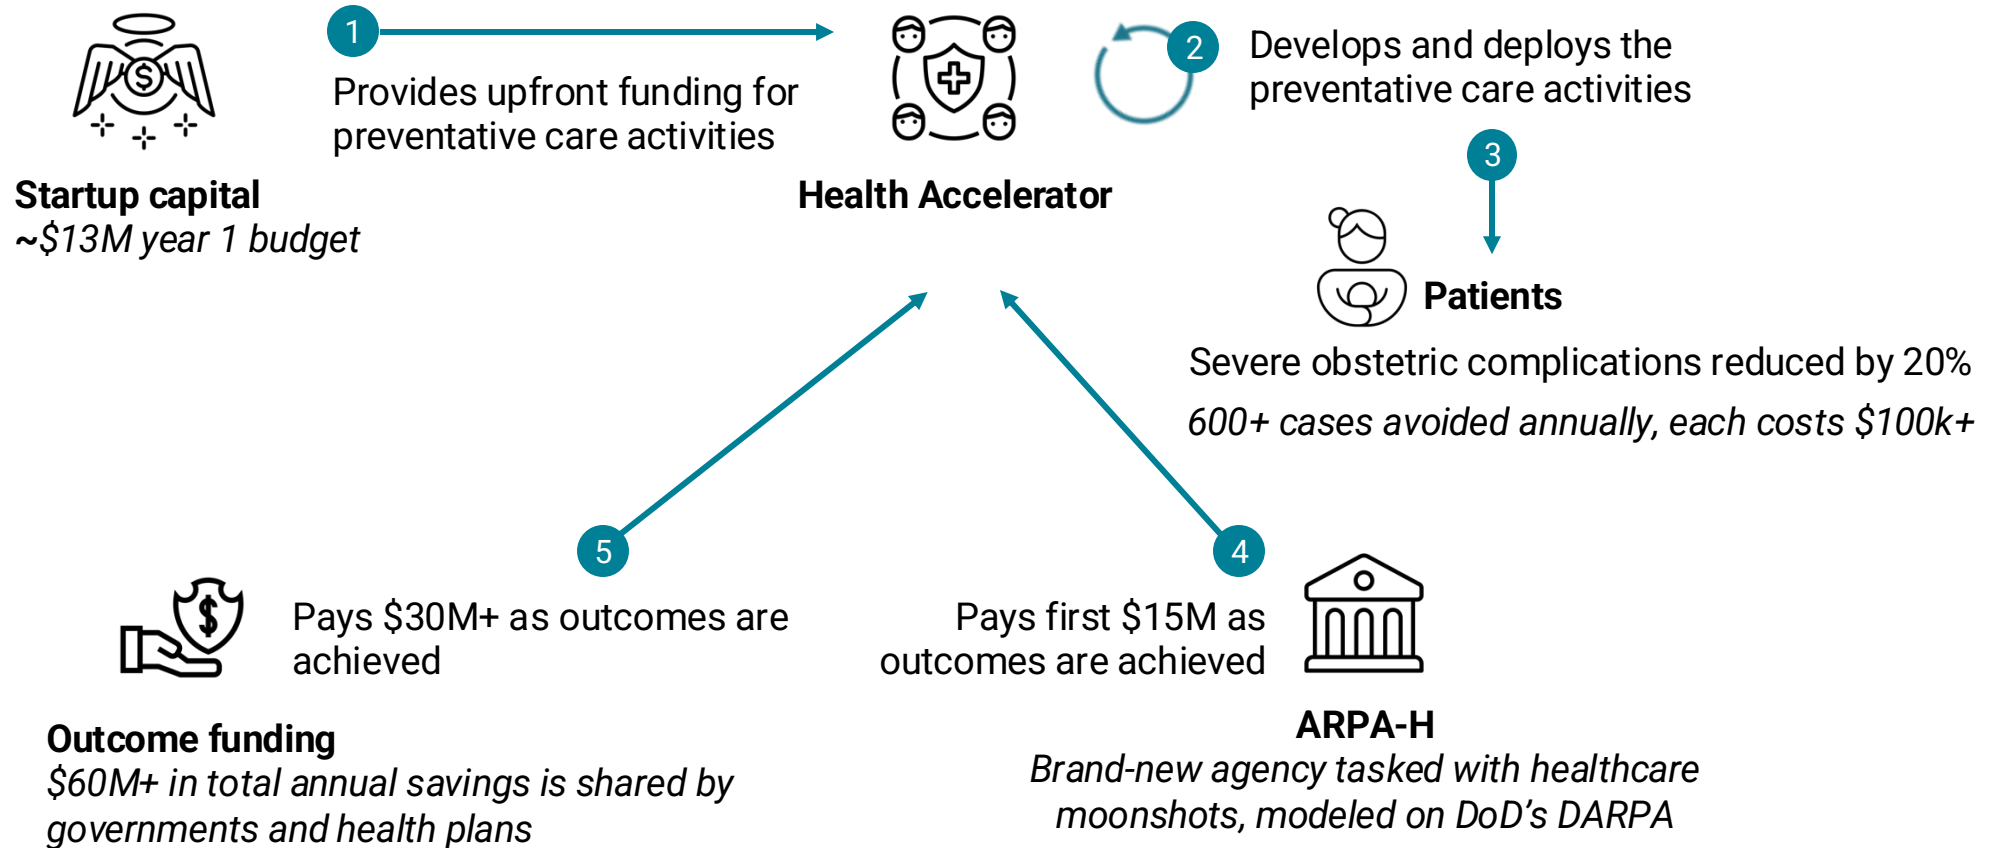 1
Provides upfront funding for
preventative care activities
Startup capital
~$13M year 1 budget
Health Accelerator
2
Develops and deploys the
preventative care activities
3
Patients
Severe obstetric complications reduced by 20%
600+ cases avoided annually, each costs $100k+
4
Pays first $15M as
outcomes are achieved
ARPA-H
Brand-new agency tasked with healthcare
moonshots, modeled on DoD’s DARPA
5
Pays $30M+ as outcomes are
achieved
Outcome funding
$60M+ in total annual savings is shared by
governments and health plans